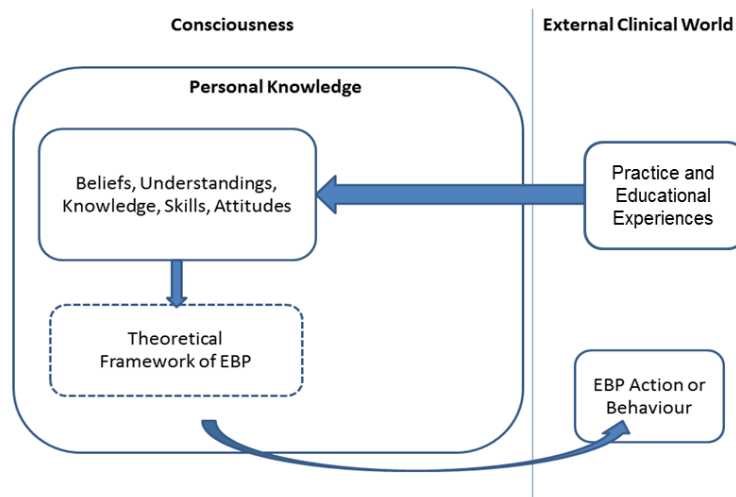 Consciousness
External Clinical World
Personal Knowledge
Beliefs, Understandings,
Knowledge, Skills, Attitudes
Practice and
Educational
Experiences
Theoretical
Framework of EBP
EBP Action or
Behaviour